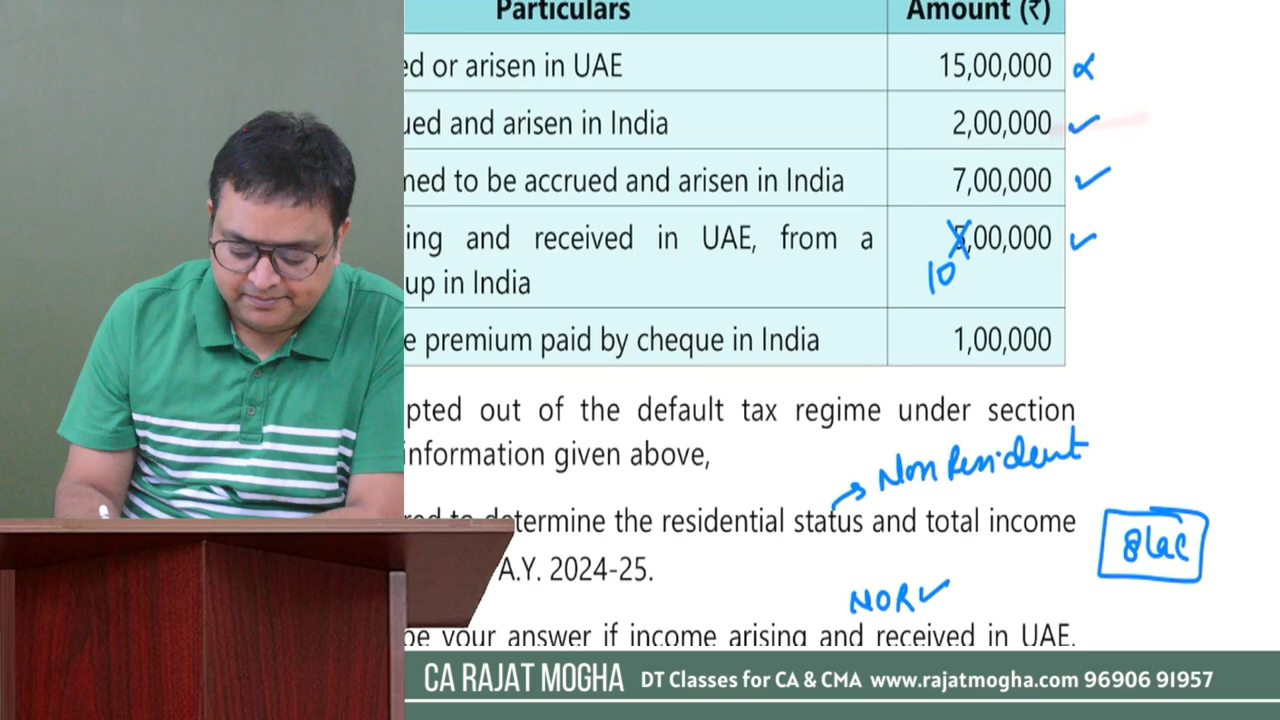 Particulars Amount (₹)
ed or arisen in UAE 15,00,000
ued and arisen in India 2,00,000
med to be accrued and arisen in India 7,00,000
ing and received in UAE, from a 5,00,000
10
up in India
e premium paid by cheque in India 1,00,000
pted out of the default tax regime under section
information given above,
Non Resident
red to determine the residential status and total income
8 lac
A.Y. 2024-25.
NOR
be your answer if income arising and received in UAE,
CA RAJAT MOGHA DT Classes for CA & CMA www.rajatmogha.com 96906 91957